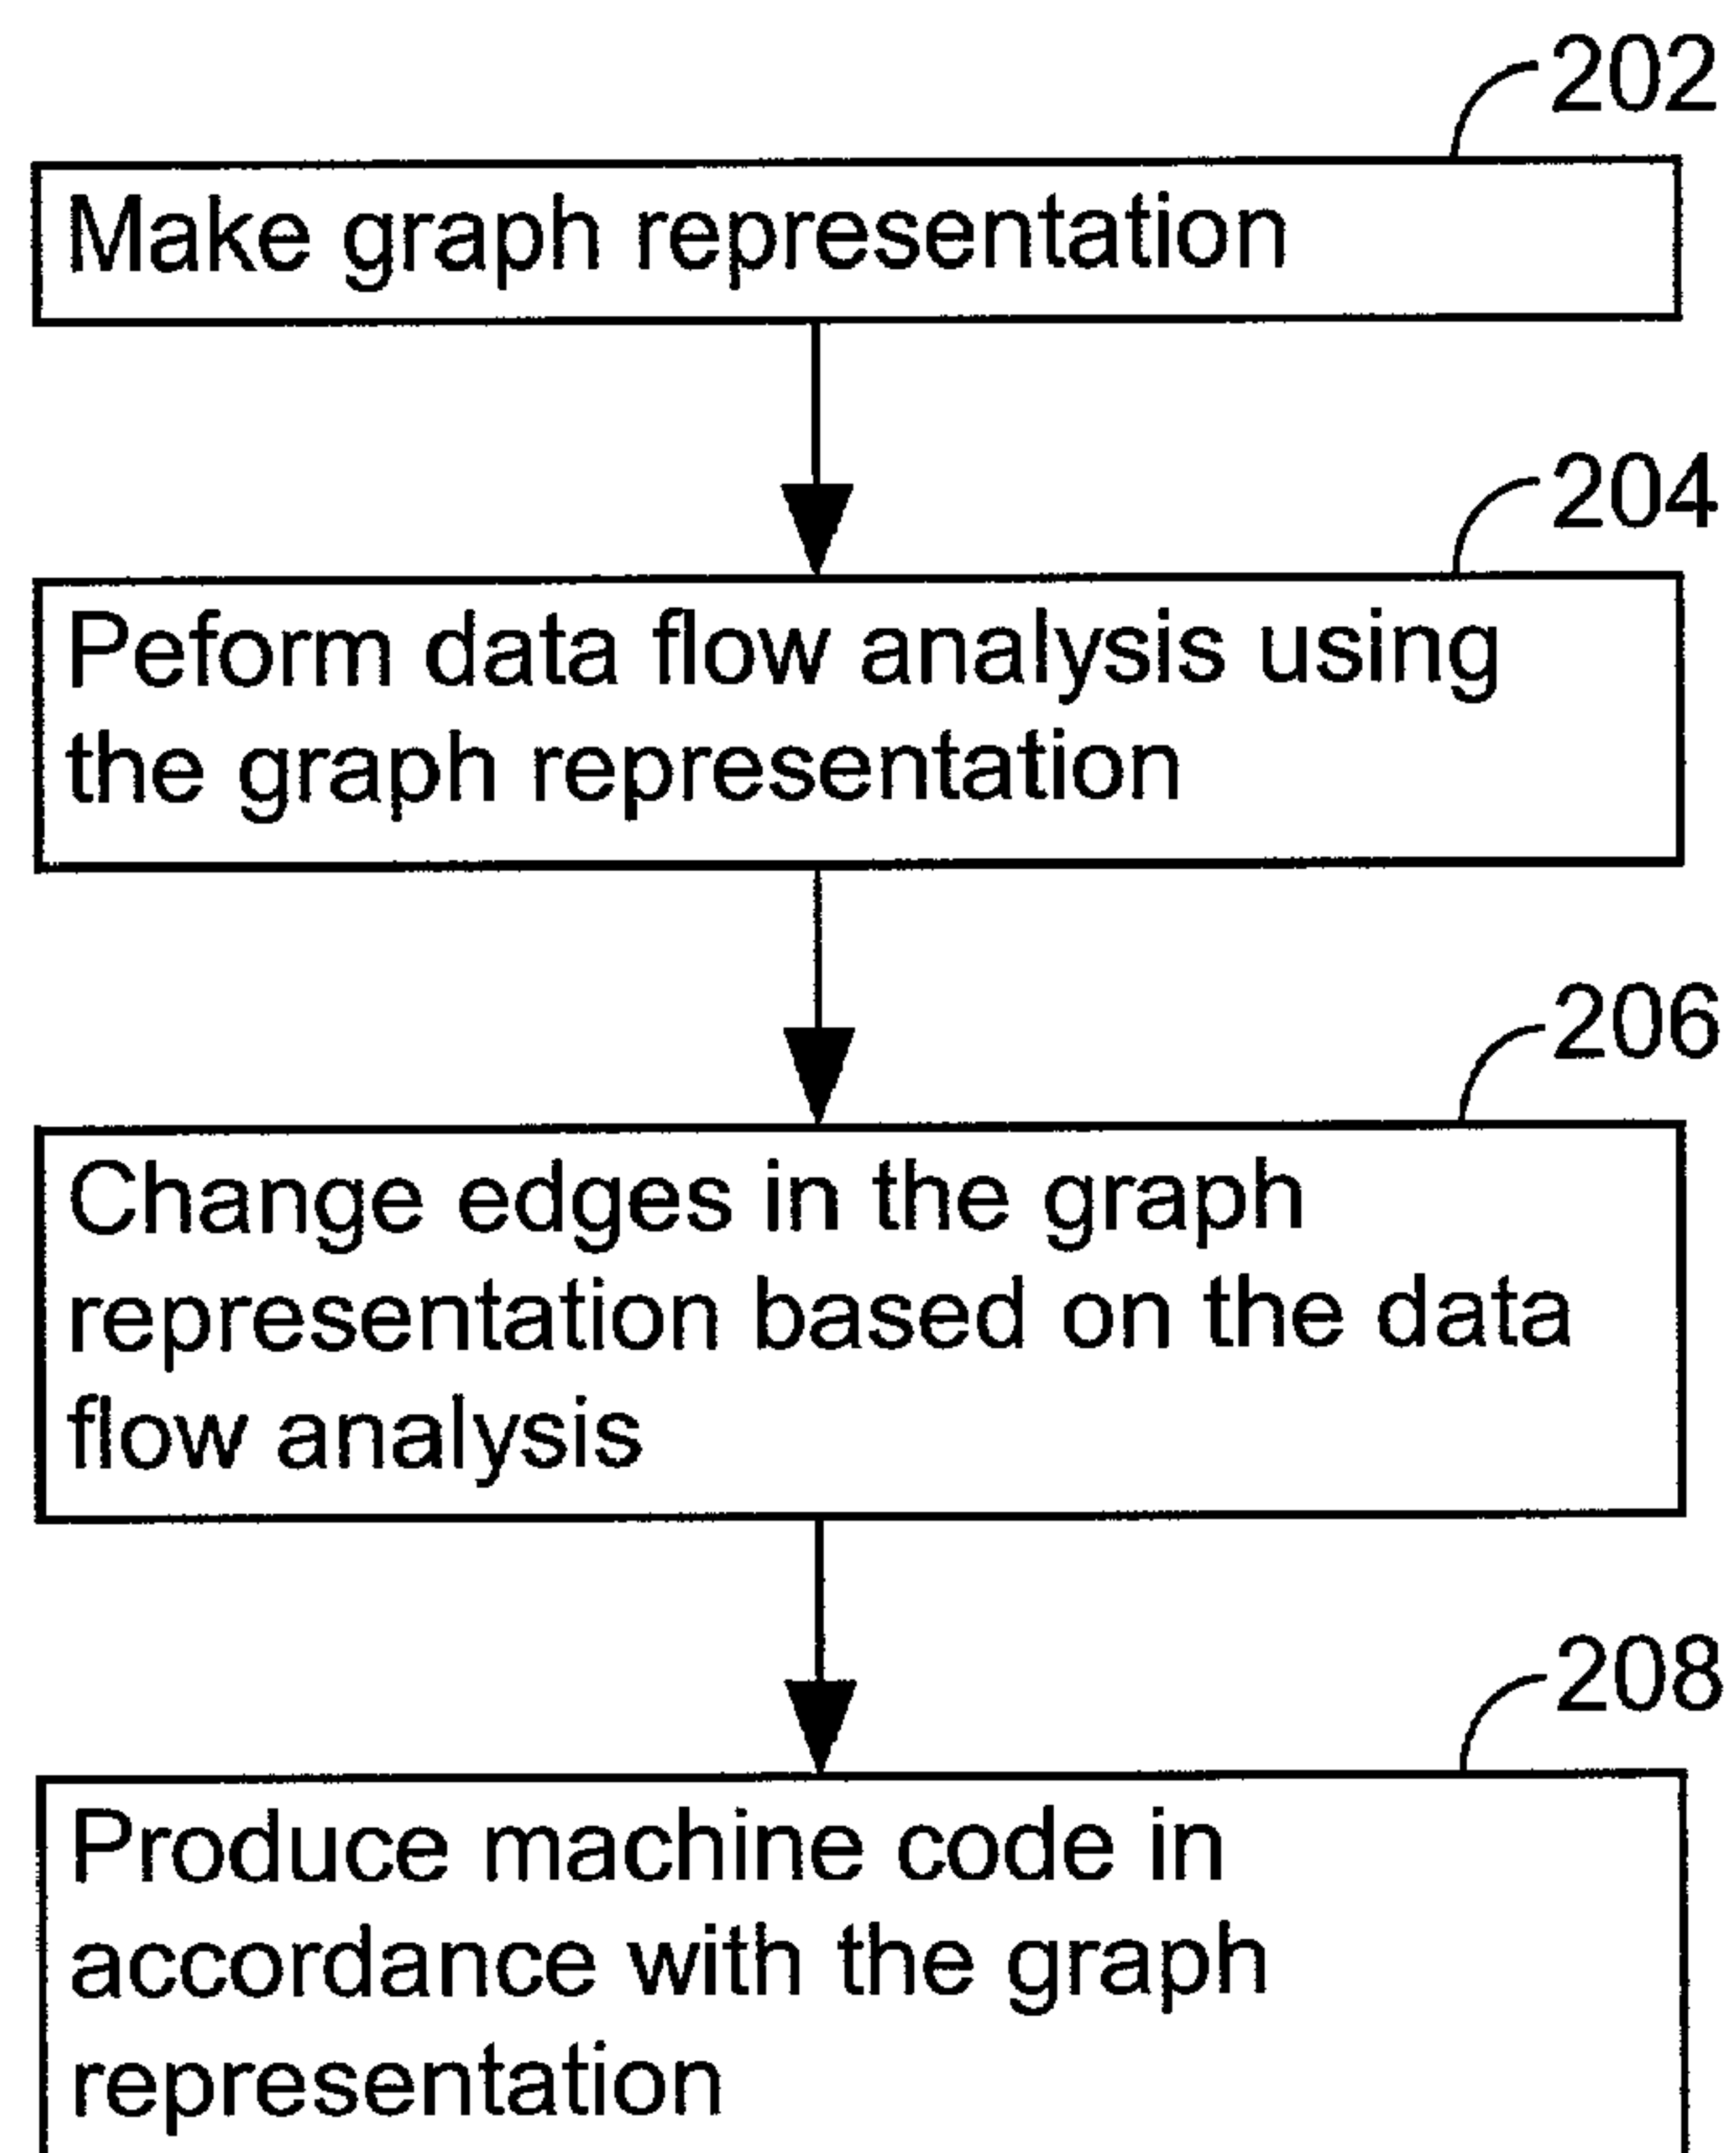 202
Make graph representation
204
Peform data flow analysis using
the graph representation
206
Change edges in the graph
representation based on the data
flow analysis
208
Produce machine code in
accordance with the graph
representation